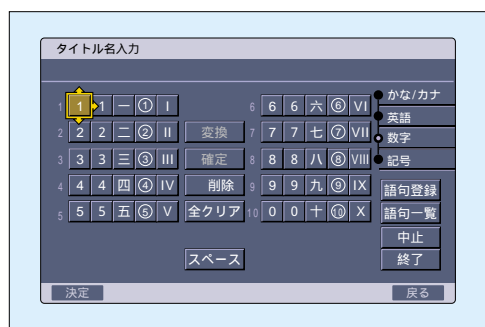 タイトル名入力
1 1 1 一 ① I 6 6 6 六 ⑥ VI かな/カナ
英語
2 2 2 二 ② II 変換 7 7 7 七 ⑦ VII 数字
3 3 3 三 ③ III 確定 8 8 8 八 ⑧ VIII 記号
4 4 4 四 ④ IV 削除 9 9 9 九 ⑨ IX 語句登録
5 5 5 五 ⑤ V 全クリア 10 0 0 十 ⑩ X 語句一覧
中止
スペース 終了
決定 戻る